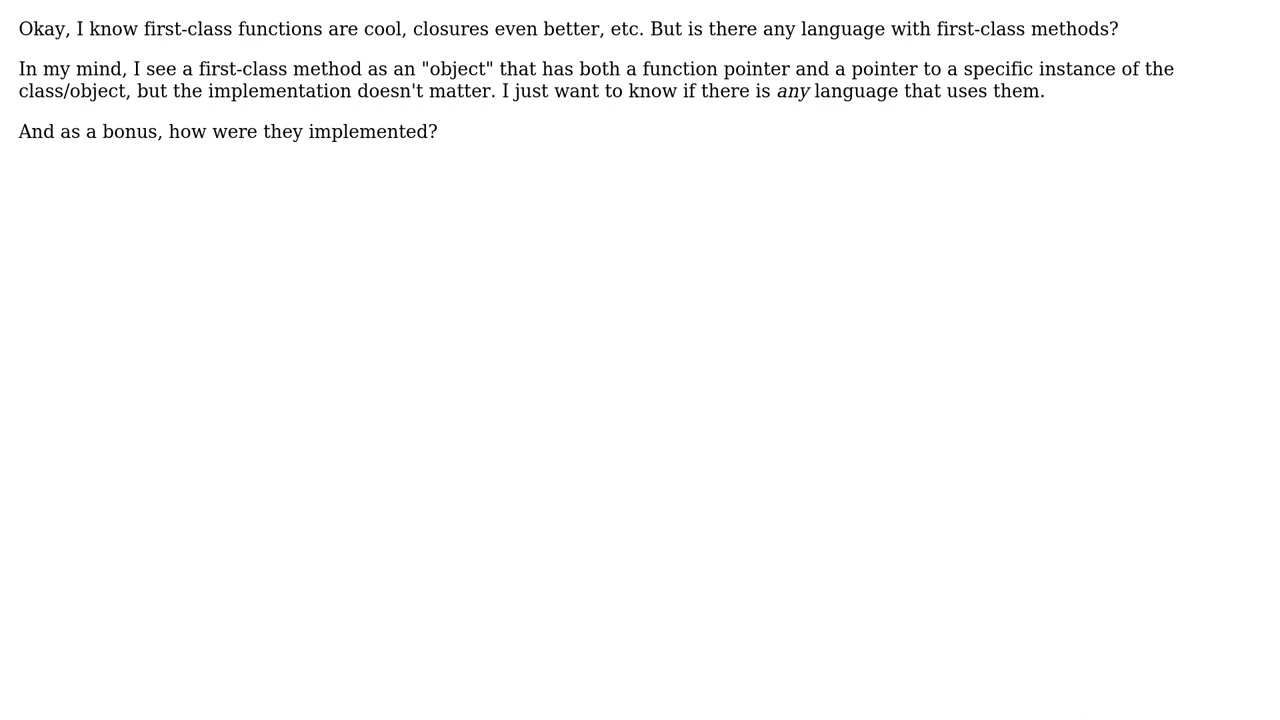 Okay, I know first-class functions are cool, closures even better, etc. But is there any language with first-class methods?
In my mind, I see a first-class method as an "object" that has both a function pointer and a pointer to a specific instance of the
class/object, but the implementation doesn't matter. I just want to know if there is any language that uses them.
And as a bonus, how were they implemented?